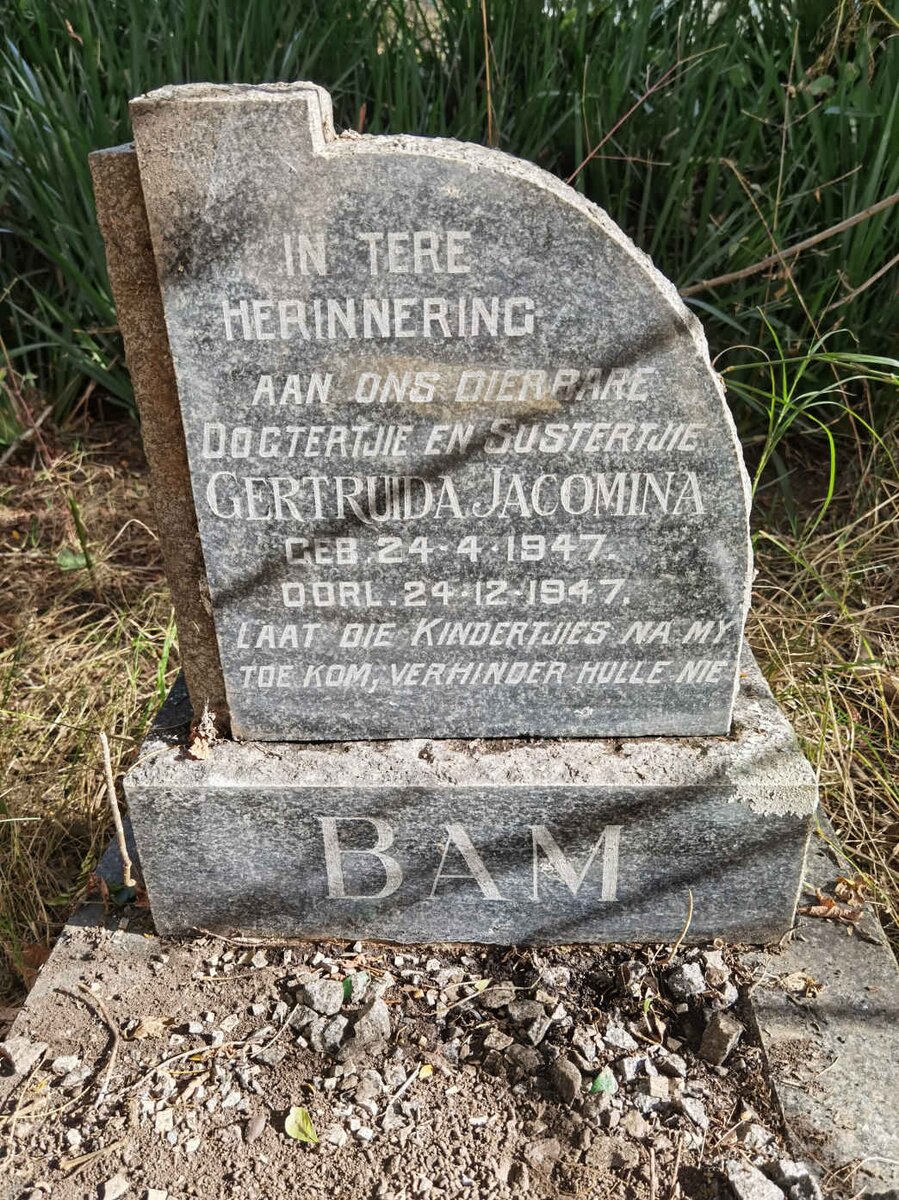 IN TERE
HERINNERING
AAN ONS DIERBARE
DOGTERTJIE EN SUSTERTJIE
GERTRUIDA JACOMINA
GEB. 24-4-1947.
OORL. 24-12-1947.
LAAT DIE KINDERTJIES NA MY
TOE KOM, VERHINDER HULLE NIE
BAM